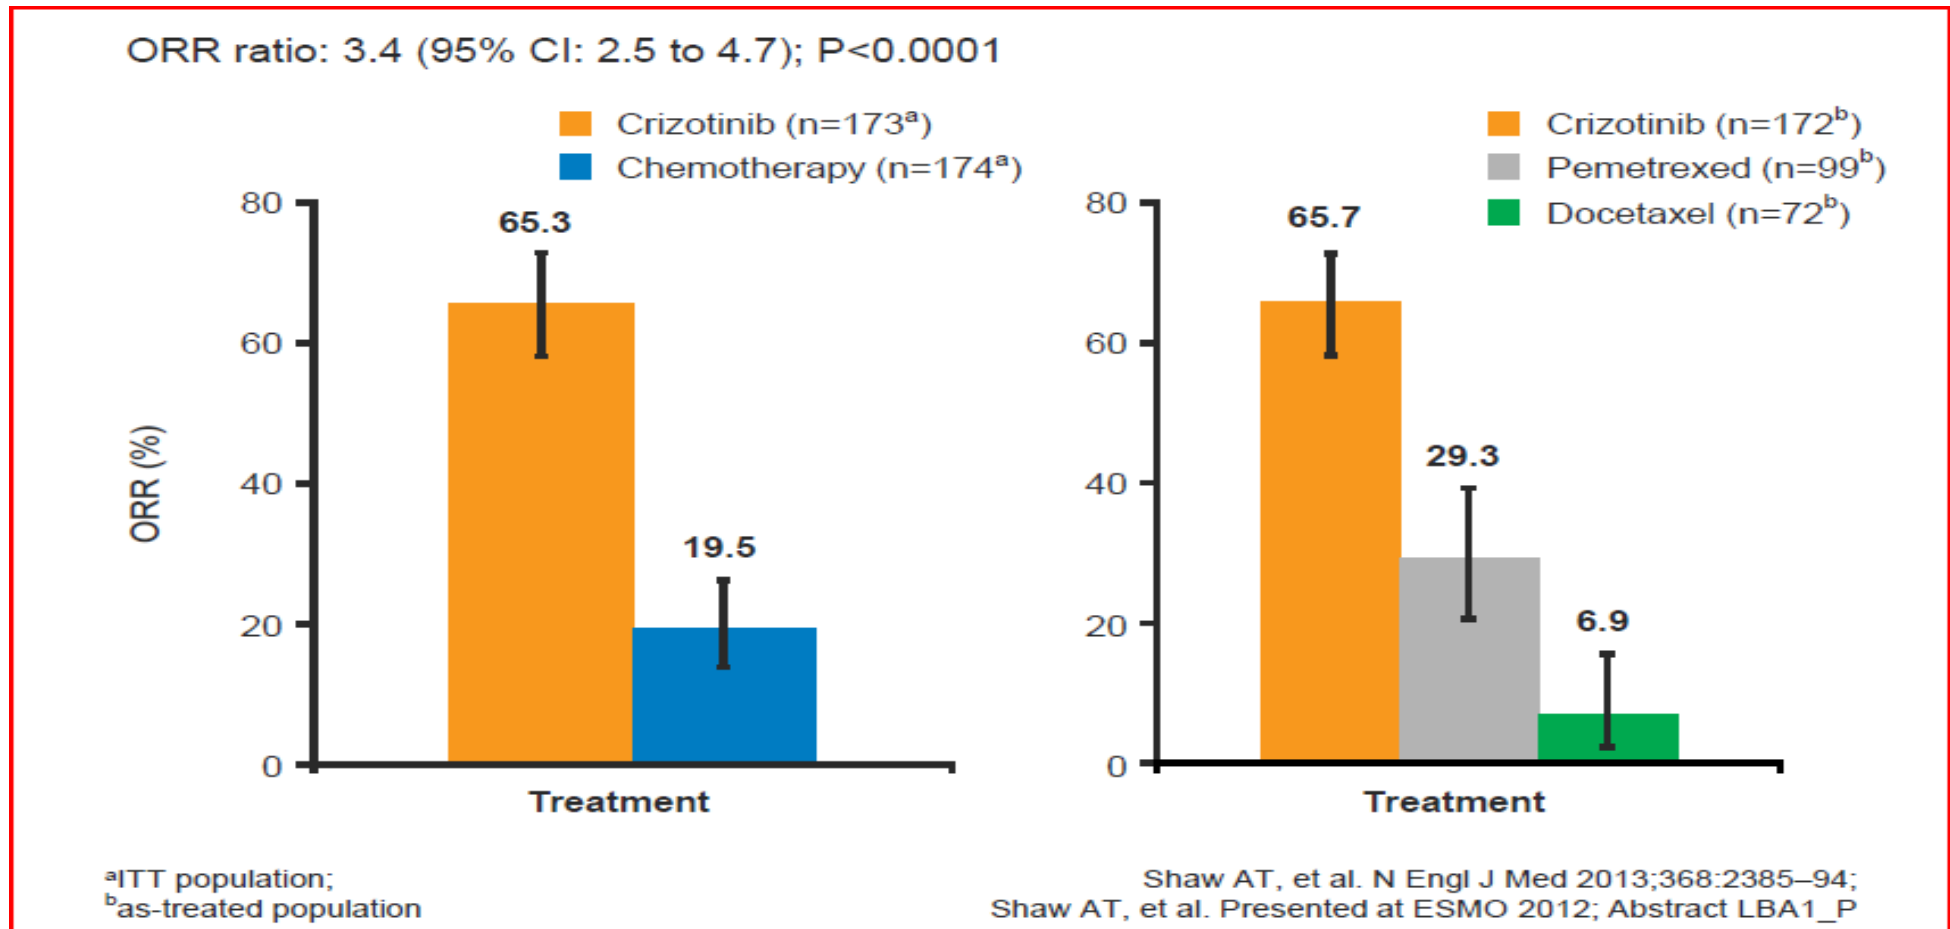 ORR ratio: 3.4 (95% CI: 2.5 to 4.7); P<0.0001
Crizotinib (n=173ᵃ)
Chemotherapy (n=174ᵃ)
80
60
40
20
0
ORR (%)
65.3
19.5
Treatment
Crizotinib (n=172ᵇ)
Pemetrexed (n=99ᵇ)
Docetaxel (n=72ᵇ)
80
60
40
20
0
65.7
29.3
6.9
Treatment
ᵃITT population;
ᵇas-treated population
Shaw AT, et al. N Engl J Med 2013;368:2385–94;
Shaw AT, et al. Presented at ESMO 2012; Abstract LBA1_P